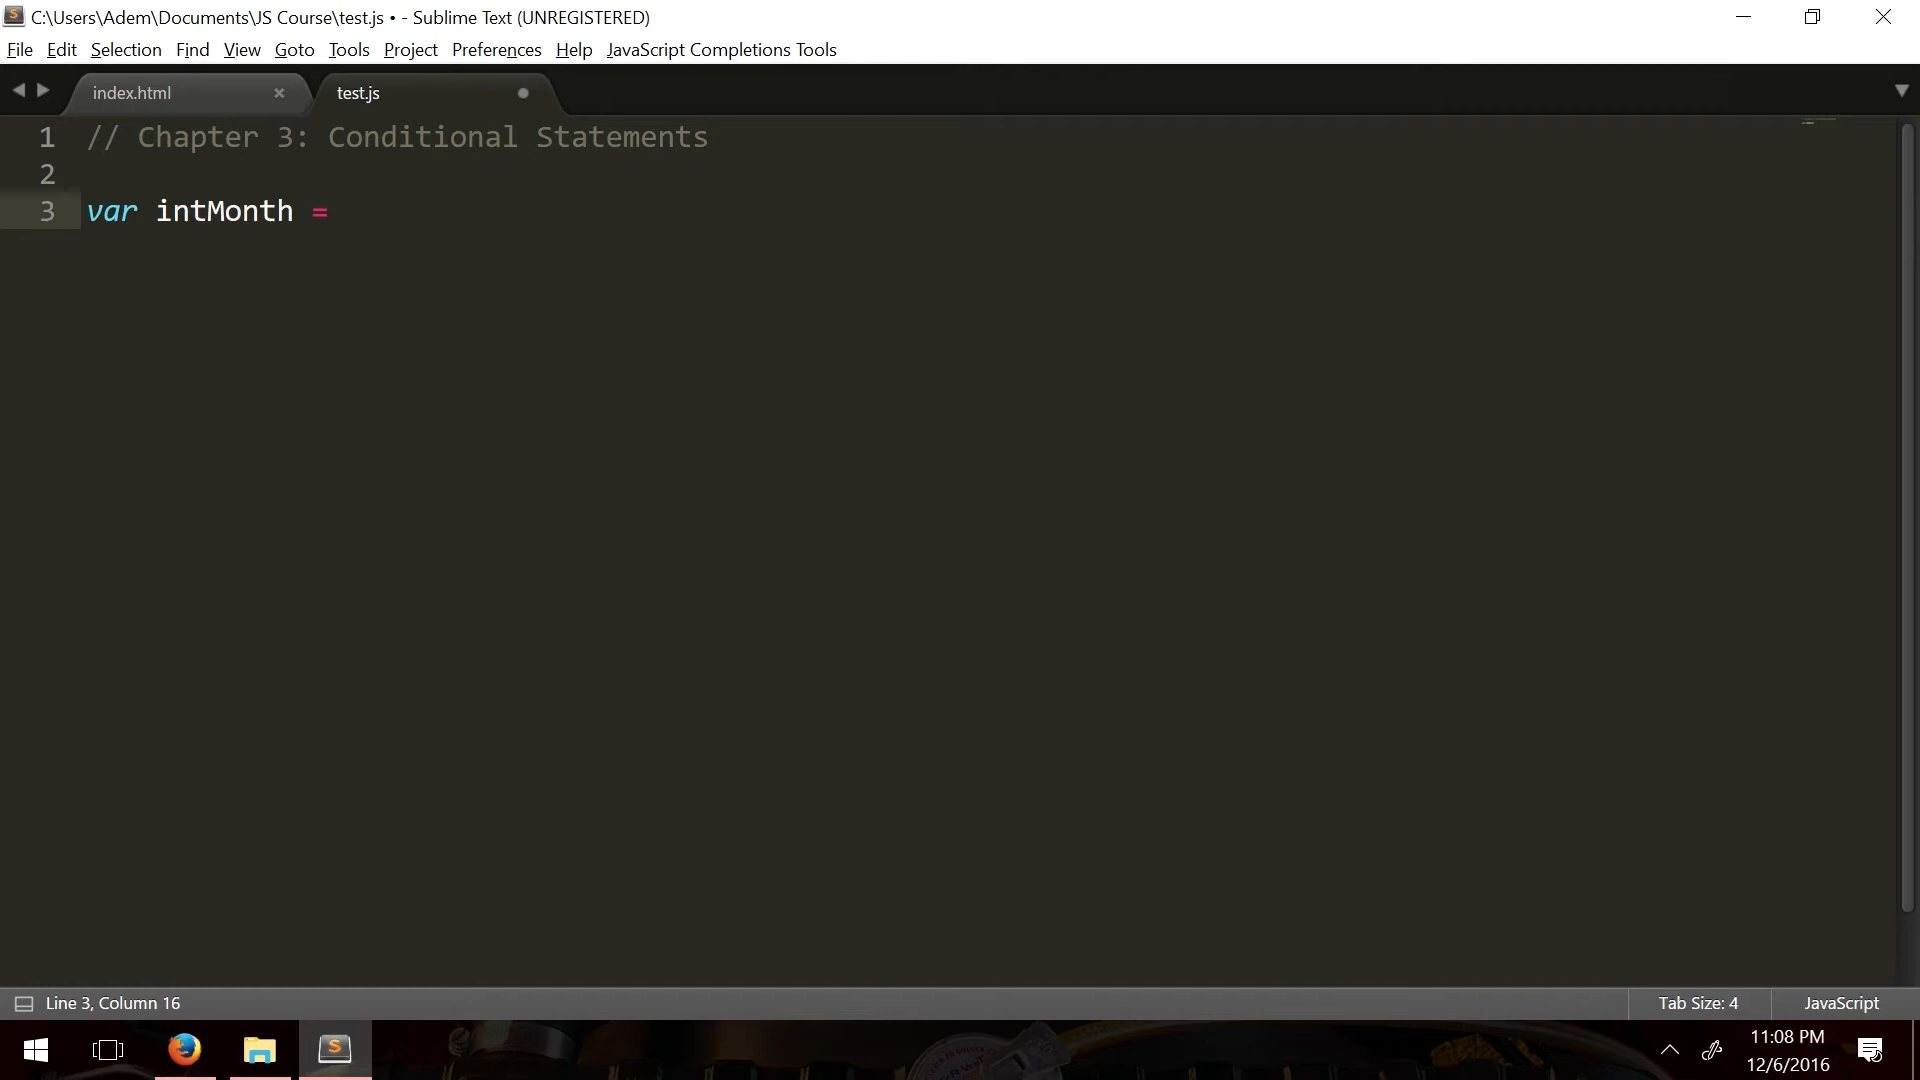 C:\Users\Adem\Documents\JS Course\test.js • - Sublime Text (UNREGISTERED)
File Edit Selection Find View Goto Tools Project Preferences Help JavaScript Completions Tools
index.html × test.js
1 // Chapter 3: Conditional Statements
2
3 var intMonth =
Line 3, Column 16 Tab Size: 4 JavaScript
11:08 PM
12/6/2016